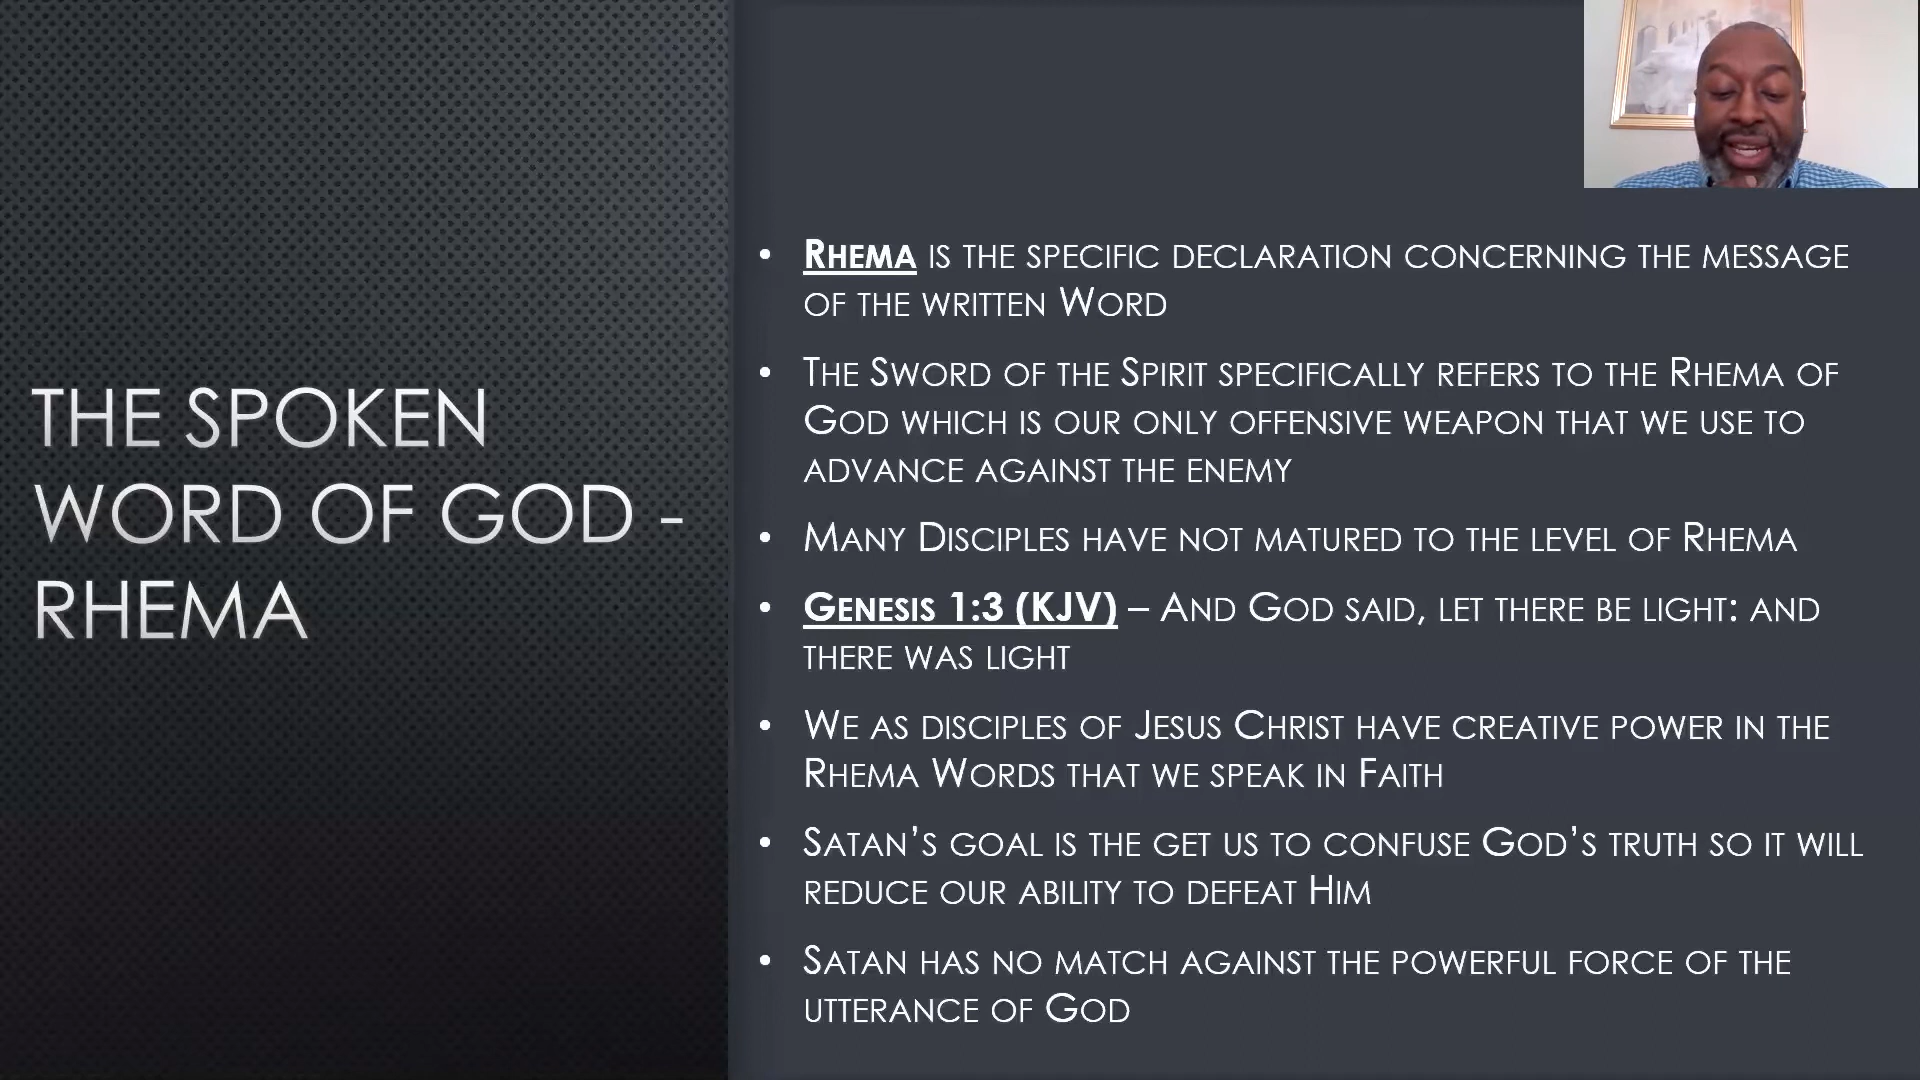 THE SPOKEN
WORD OF GOD -
RHEMA
• RHEMA IS THE SPECIFIC DECLARATION CONCERNING THE MESSAGE
OF THE WRITTEN WORD
• THE SWORD OF THE SPIRIT SPECIFICALLY REFERS TO THE RHEMA OF
GOD WHICH IS OUR ONLY OFFENSIVE WEAPON THAT WE USE TO
ADVANCE AGAINST THE ENEMY
• MANY DISCIPLES HAVE NOT MATURED TO THE LEVEL OF RHEMA
• GENESIS 1:3 (KJV) – AND GOD SAID, LET THERE BE LIGHT: AND
THERE WAS LIGHT
• WE AS DISCIPLES OF JESUS CHRIST HAVE CREATIVE POWER IN THE
RHEMA WORDS THAT WE SPEAK IN FAITH
• SATAN’S GOAL IS THE GET US TO CONFUSE GOD’S TRUTH SO IT WILL
REDUCE OUR ABILITY TO DEFEAT HIM
• SATAN HAS NO MATCH AGAINST THE POWERFUL FORCE OF THE
UTTERANCE OF GOD